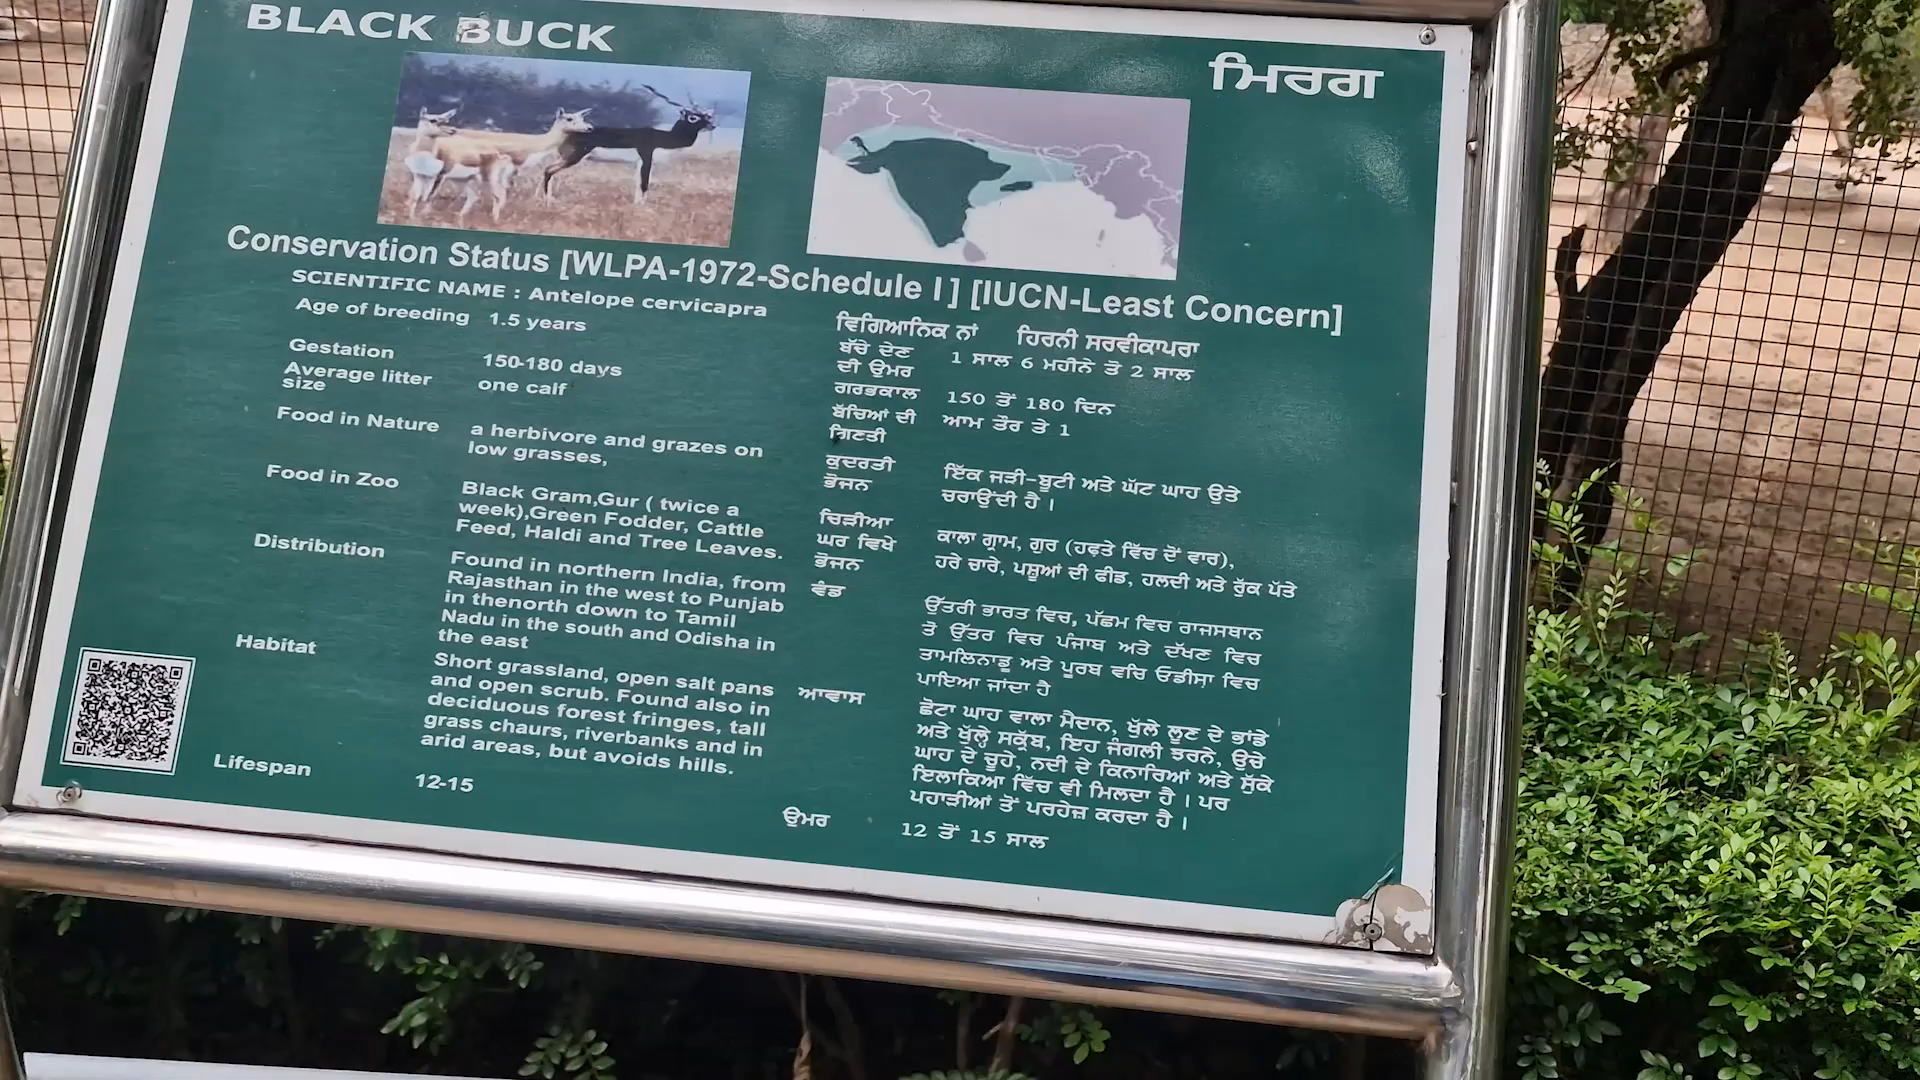 BLACK BUCK
ਮਿਰਗ
Conservation Status [WLPA-1972-Schedule I] [IUCN-Least Concern]
SCIENTIFIC NAME : Antelope cervicapra
Age of breeding 1.5 years
Gestation 150-180 days
Average litter size one calf
Food in Nature a herbivore and grazes on
low grasses,
Food in Zoo Black Gram,Gur ( twice a
week),Green Fodder, Cattle
Feed, Haldi and Tree Leaves.
Distribution Found in northern India, from
Rajasthan in the west to Punjab
in thenorth down to Tamil
Nadu in the south and Odisha in
the east
Habitat Short grassland, open salt pans
and open scrub. Found also in
deciduous forest fringes, tall
grass chaurs, riverbanks and in
arid areas, but avoids hills.
Lifespan 12-15
ਵਿਗਿਆਨਿਕ ਨਾਂ ਹਿਰਨੀ ਸਰਵੀਕਾਪਰਾ
ਬੱਚੇ ਦੇਣ ਦੀ ਉਮਰ 1 ਸਾਲ 6 ਮਹੀਨੇ ਤੋ 2 ਸਾਲ
ਗਰਭਕਾਲ 150 ਤੋਂ 180 ਦਿਨ
ਬੱਚਿਆਂ ਦੀ ਗਿਣਤੀ ਆਮ ਤੌਰ ਤੇ 1
ਕੁਦਰਤੀ ਭੋਜਨ ਇੱਕ ਜੜੀ-ਬੂਟੀ ਅਤੇ ਘੱਟ ਘਾਹ ਉਤੇ
ਚਰਾਉਂਦੀ ਹੈ।
ਚਿੜੀਆ ਘਰ ਵਿਖੇ ਭੋਜਨ ਕਾਲਾ ਗ੍ਰਾਮ, ਗੁਰ (ਹਫ਼ਤੇ ਵਿੱਚ ਦੋਂ ਵਾਰ),
ਹਰੇ ਚਾਰੇ, ਪਸ਼ੂਆਂ ਦੀ ਫੀਡ, ਹਲਦੀ ਅਤੇ ਰੁੱਕ ਪੱਤੇ
ਵੰਡ ਉੱਤਰੀ ਭਾਰਤ ਵਿਚ, ਪੱਛਮ ਵਿਚ ਰਾਜਸਥਾਨ
ਤੋ ਉੱਤਰ ਵਿਚ ਪੰਜਾਬ ਅਤੇ ਦੱਖਣ ਵਿਚ
ਤਾਮਲਿਨਾਡੂ ਅਤੇ ਪੂਰਬ ਵਚਿ ਓਡੀਸ਼ਾ ਵਿਚ
ਪਾਇਆ ਜਾਂਦਾ ਹੈ
ਆਵਾਸ ਛੋਟਾ ਘਾਹ ਵਾਲਾ ਮੈਦਾਨ, ਖੁੱਲੇ ਲੂਣ ਦੇ ਭਾਂਡੇ
ਅਤੇ ਖੁੱਲ੍ਹੇ ਸਕ੍ਰੱਬ, ਇਹ ਜੰਗਲੀ ਝਰਨੇ, ਉਚੇ
ਘਾਹ ਦੇ ਚੂਹੇ, ਨਦੀ ਦੇ ਕਿਨਾਰਿਆਂ ਅਤੇ ਸੁੱਕੇ
ਇਲਾਕਿਆ ਵਿੱਚ ਵੀ ਮਿਲਦਾ ਹੈ। ਪਰ
ਪਹਾੜੀਆਂ ਤੋਂ ਪਰਹੇਜ਼ ਕਰਦਾ ਹੈ।
ਉਮਰ 12 ਤੋਂ 15 ਸਾਲ